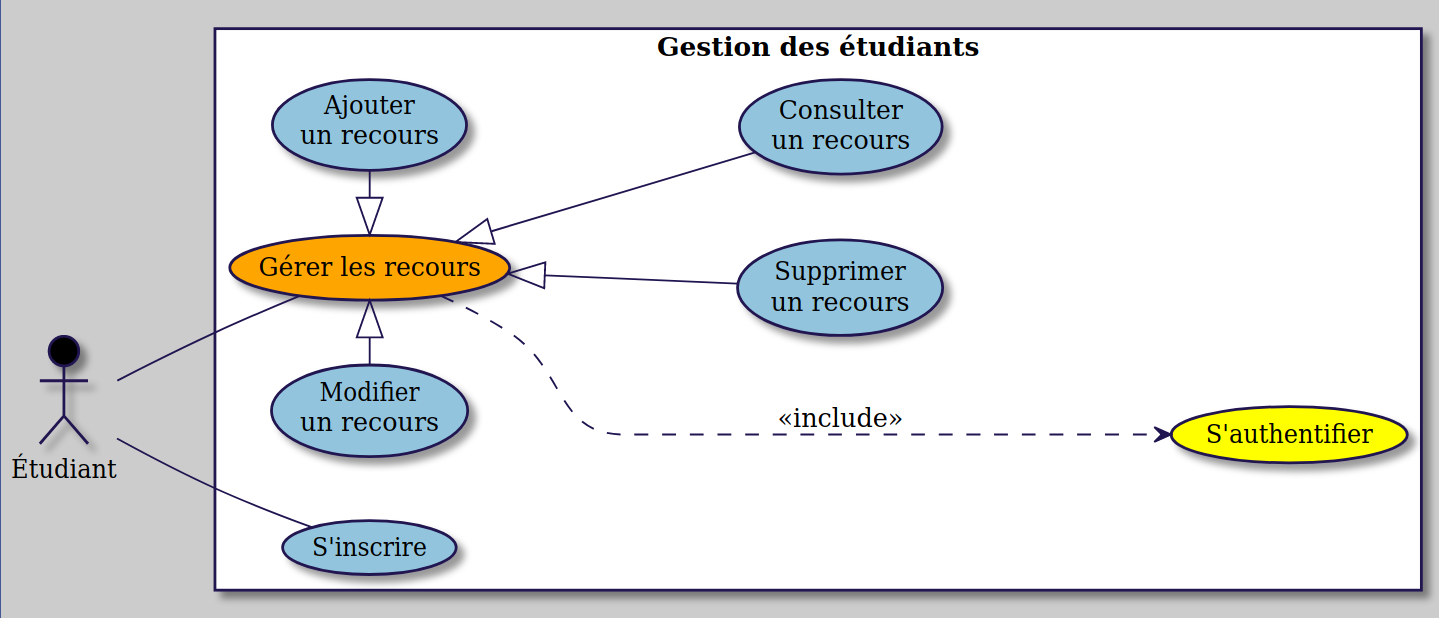 Gestion des étudiants
Ajouter
un recours
Consulter
un recours
Gérer les recours
Supprimer
un recours
Modifier
un recours
«include»
S'authentifier
Étudiant
S'inscrire